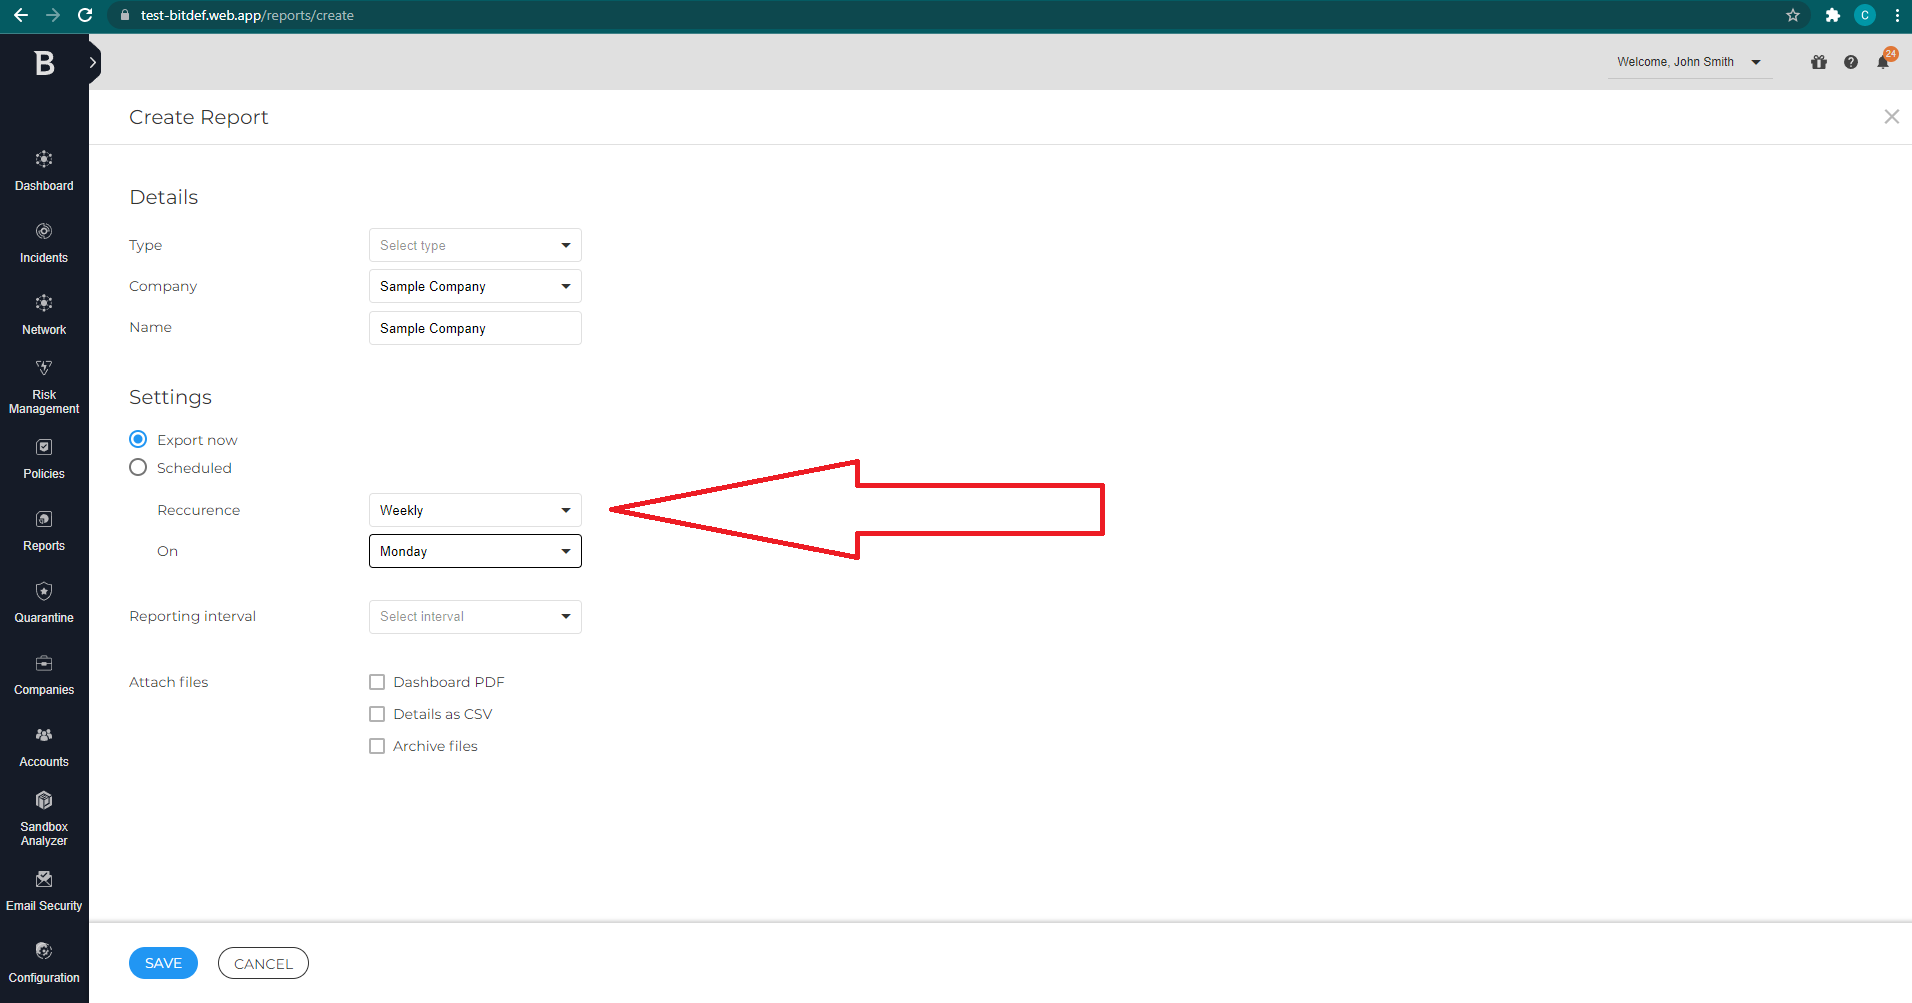 test-bitdef.web.app/reports/create
C
B
Welcome, John Smith
24
Create Report
Dashboard
Incidents
Network
Risk
Management
Policies
Reports
Quarantine
Companies
Accounts
Sandbox
Analyzer
Email Security
Configuration
Details
Type
Select type
Company
Sample Company
Name
Sample Company
Settings
Export now
Scheduled
Reccurence
Weekly
On
Monday
Reporting interval
Select interval
Attach files
Dashboard PDF
Details as CSV
Archive files
SAVE
CANCEL